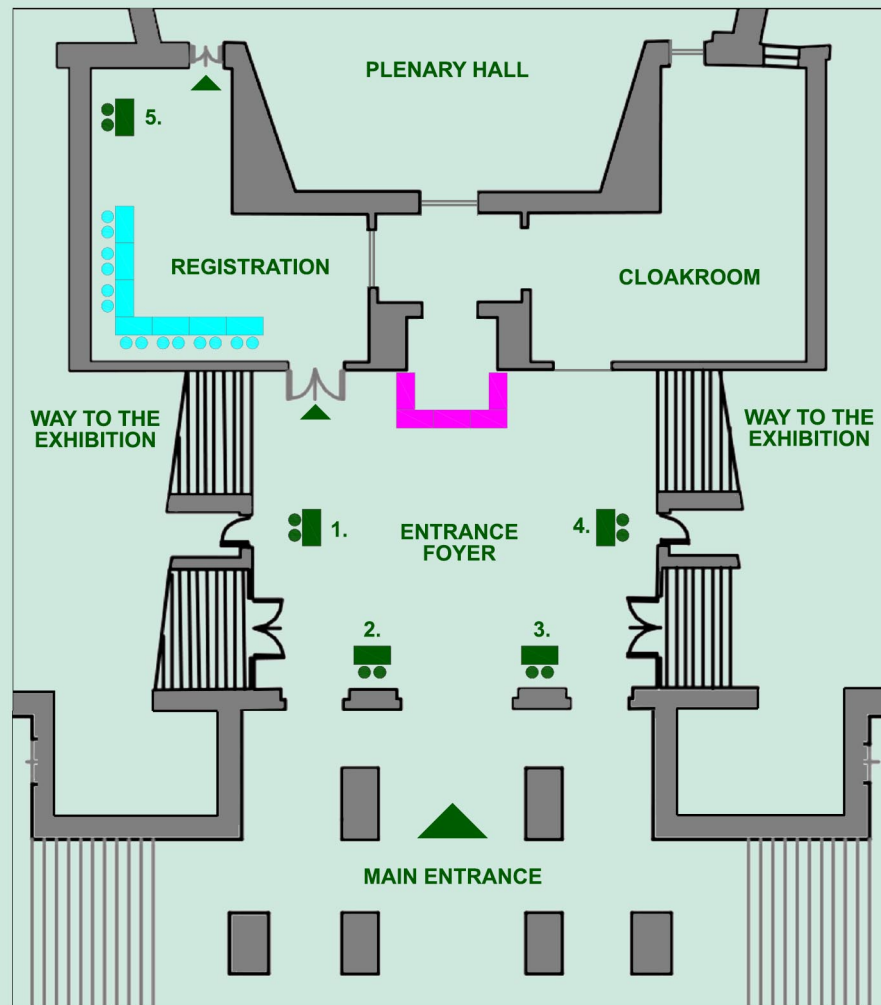 PLENARY HALL
5.
REGISTRATION
CLOAKROOM
WAY TO THE
EXHIBITION
WAY TO THE
EXHIBITION
1.
ENTRANCE
FOYER
4.
2.
3.
MAIN ENTRANCE